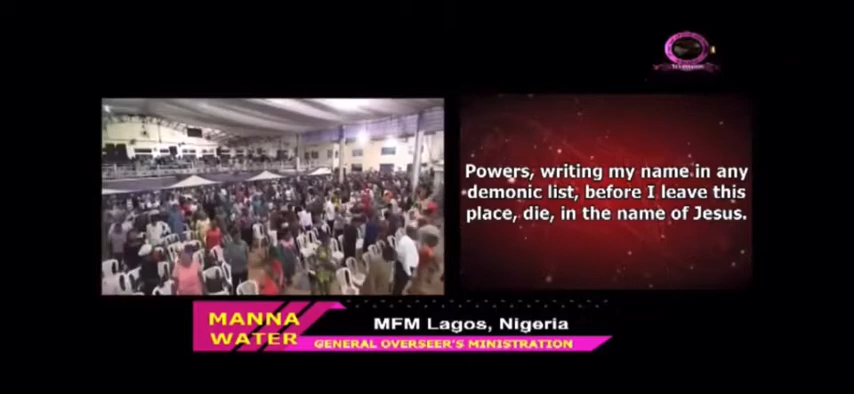 Powers, writing my name in any
demonic list, before I leave this
place, die, in the name of Jesus.
MANNA
WATER
MFM Lagos, Nigeria
GENERAL OVERSEER'S MINISTRATION